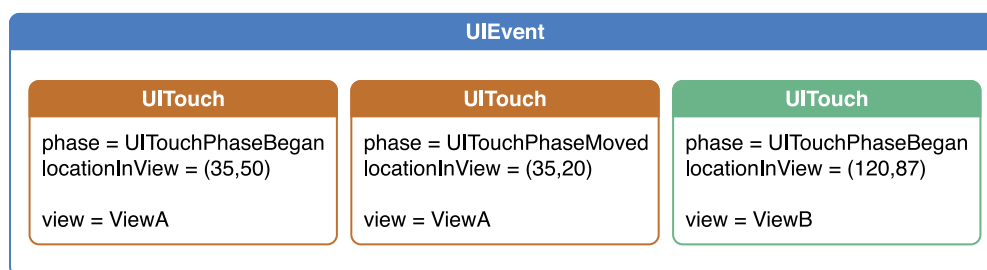 UIEvent
UITouch
phase = UITouchPhaseBegan
locationInView = (35,50)
view = ViewA
UITouch
phase = UITouchPhaseMoved
locationInView = (35,20)
view = ViewA
UITouch
phase = UITouchPhaseBegan
locationInView = (120,87)
view = ViewB